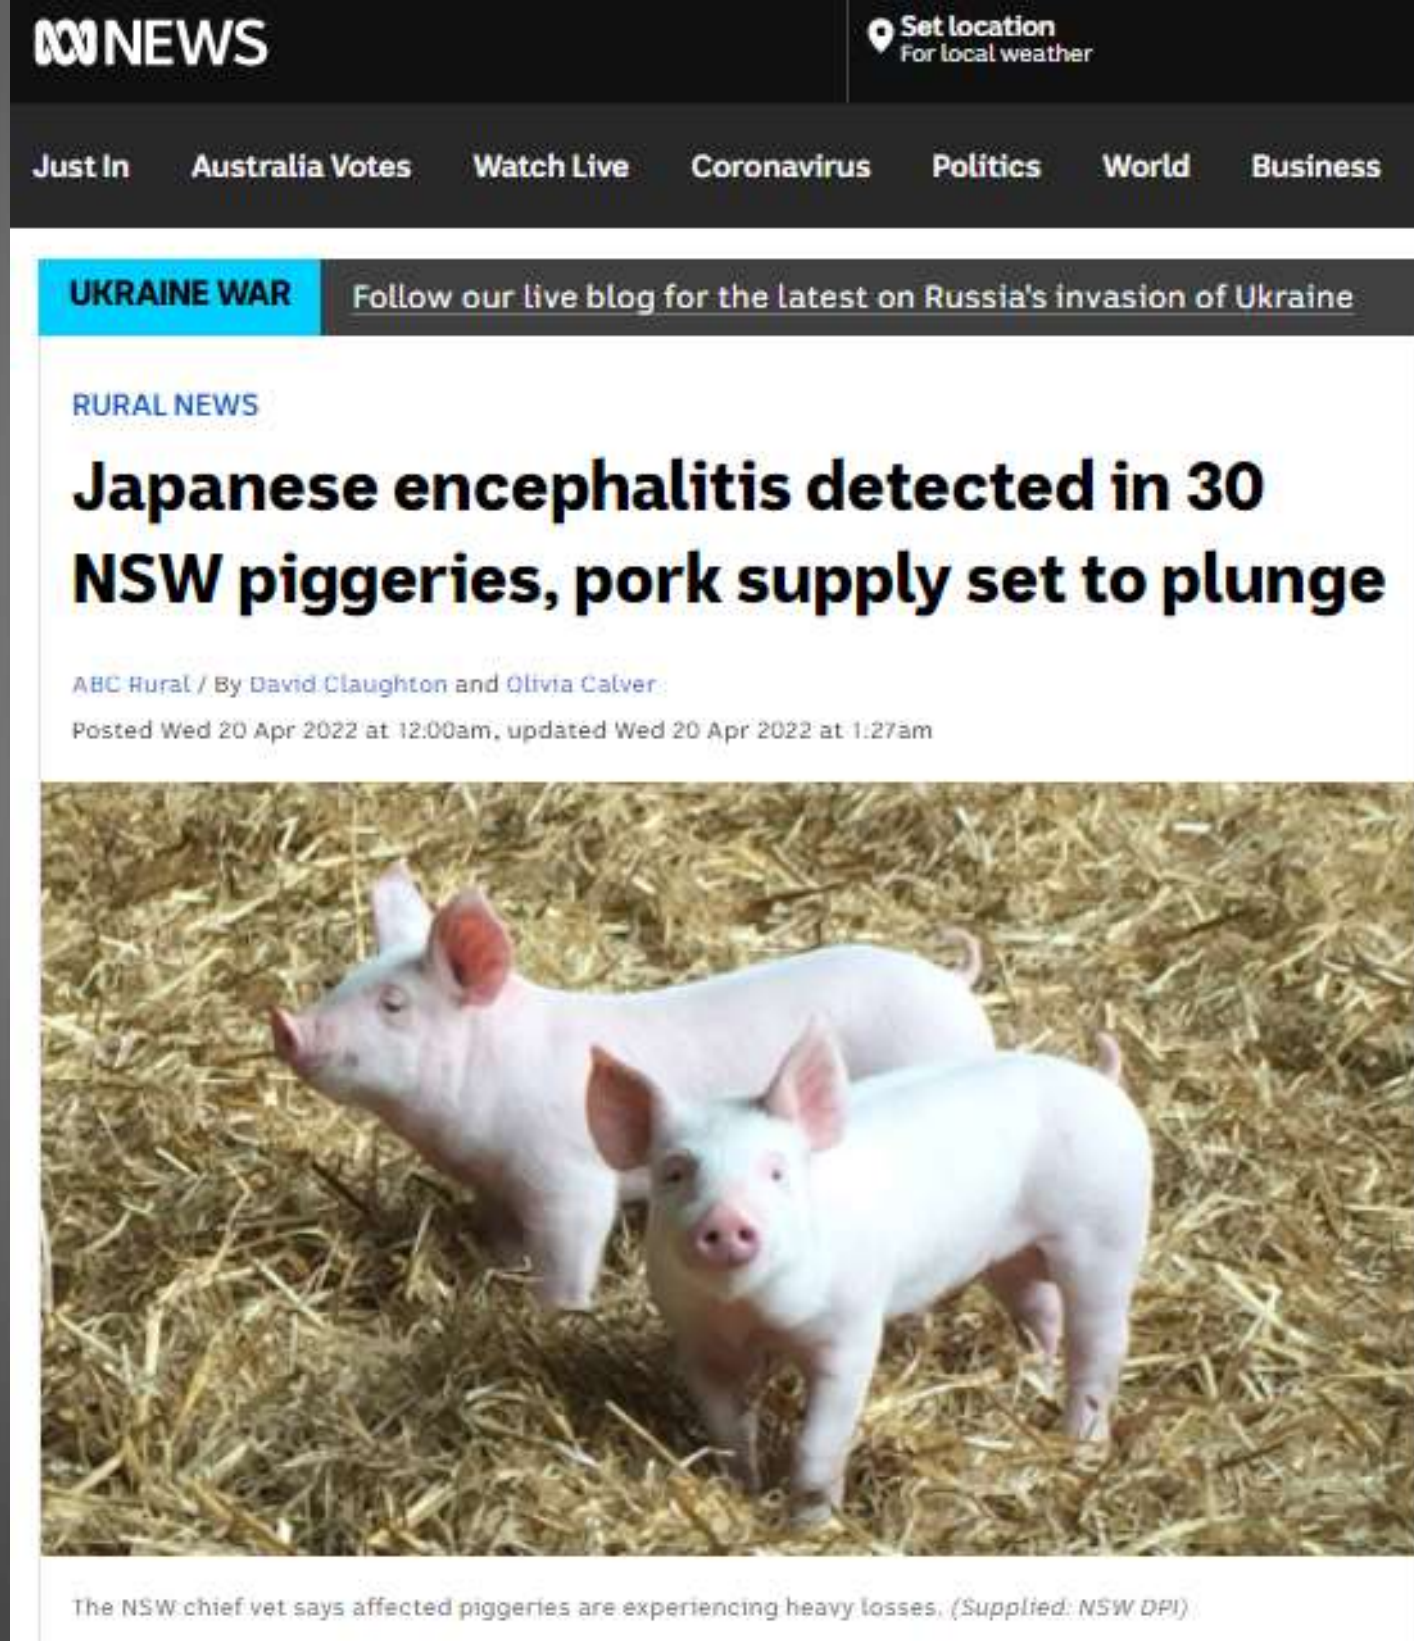 NEWS
Set location
For local weather
Just In Australia Votes Watch Live Coronavirus Politics World Business
UKRAINE WAR Follow our live blog for the latest on Russia's invasion of Ukraine
RURAL NEWS
Japanese encephalitis detected in 30
NSW piggeries, pork supply set to plunge
ABC Rural / By David Claughton and Olivia Calver
Posted Wed 20 Apr 2022 at 12:00am, updated Wed 20 Apr 2022 at 1:27am
The NSW chief vet says affected piggeries are experiencing heavy losses. (Supplied: NSW DPI)